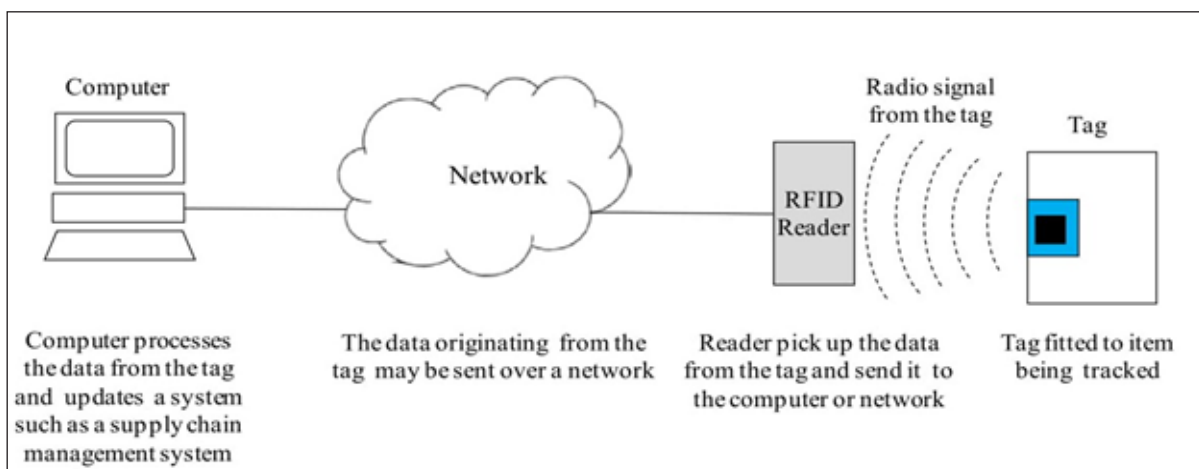 Computer
Network
RFID
Reader
Radio signal
from the tag
Tag
Computer processes
the data from the tag
and updates a system
such as a supply chain
management system
The data originating from the
tag may be sent over a network
Reader pick up the data
from the tag and send it to
the computer or network
Tag fitted to item
being tracked